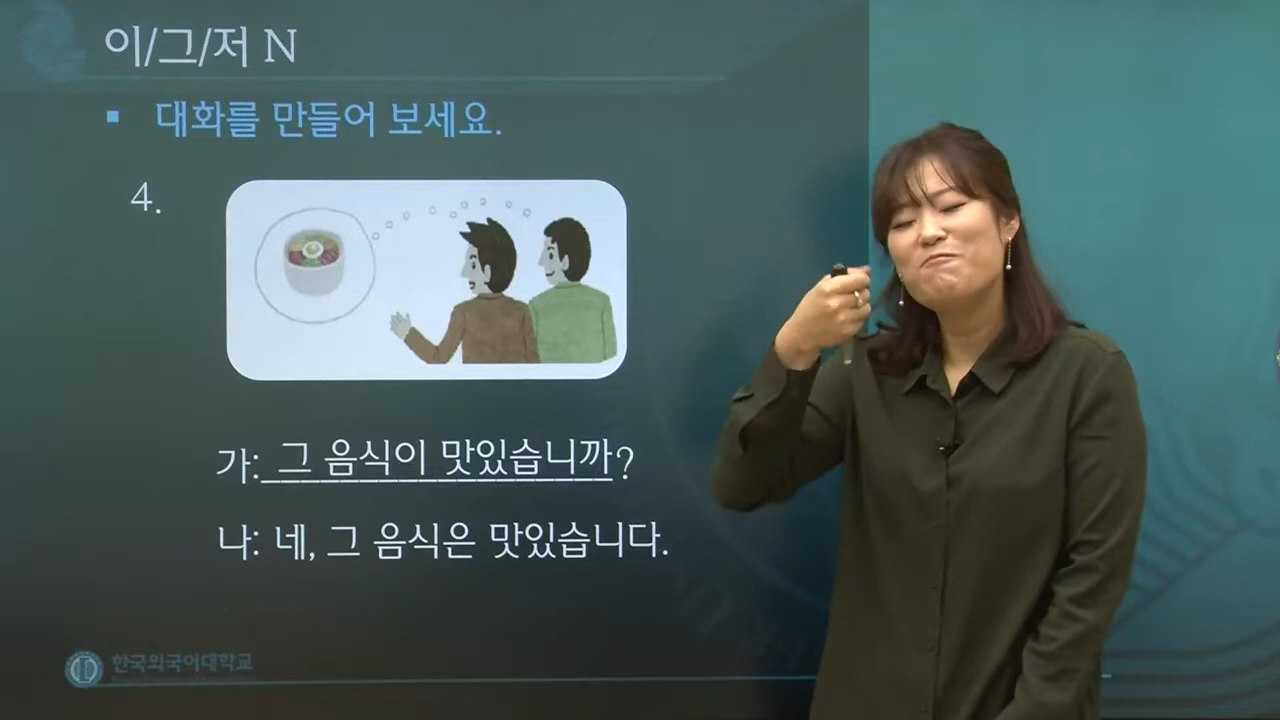 이/그/저 N
▪ 대화를 만들어 보세요.
4.
가: 그 음식이 맛있습니까?
나: 네, 그 음식은 맛있습니다.
한국외국어대학교